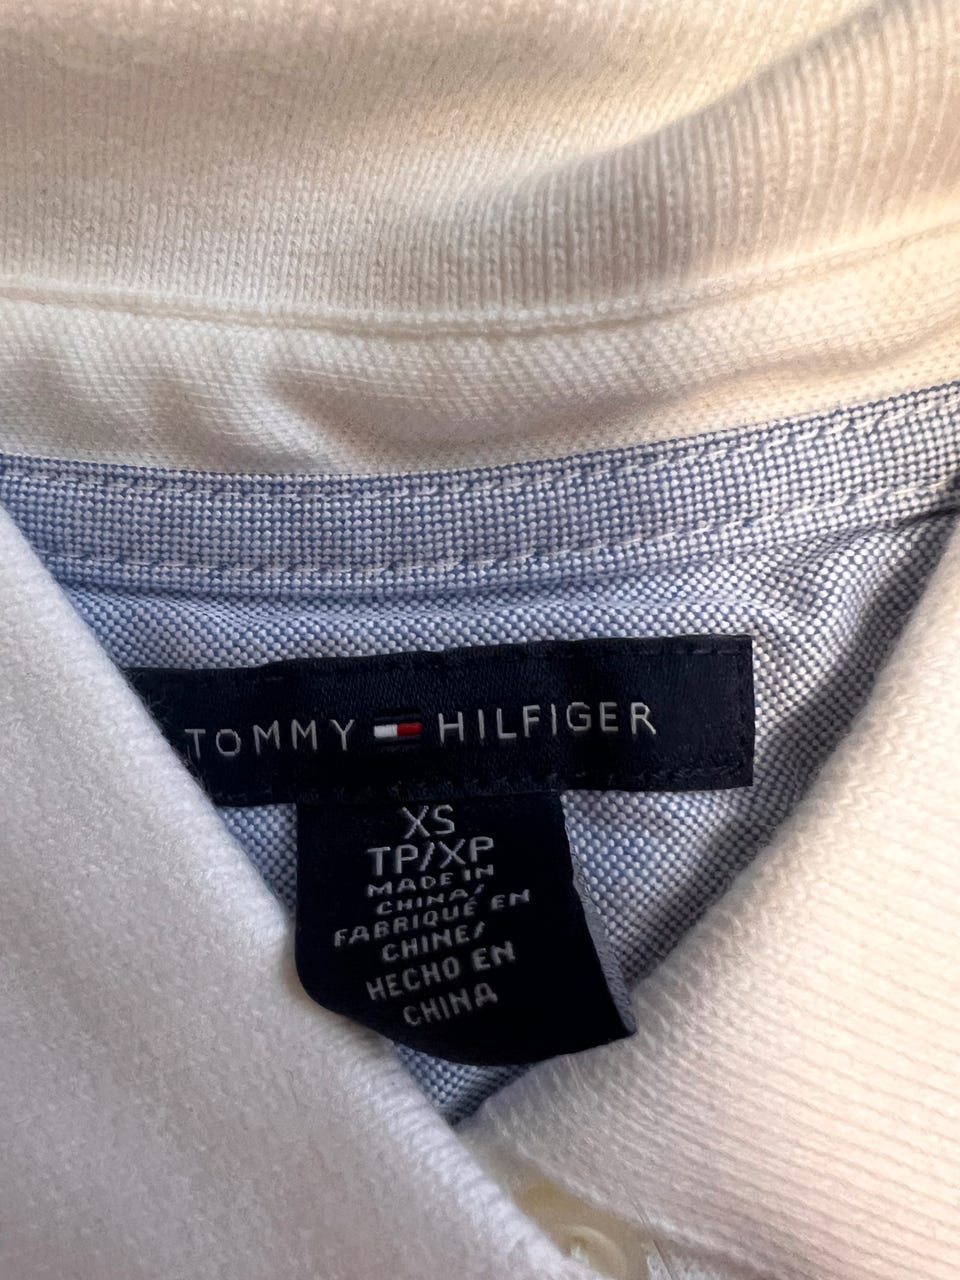 TOMMY HILFIGER
XS
TP/XP
MADE IN
CHINA/
FABRIQUÉ EN
CHINE/
HECHO EN
CHINA